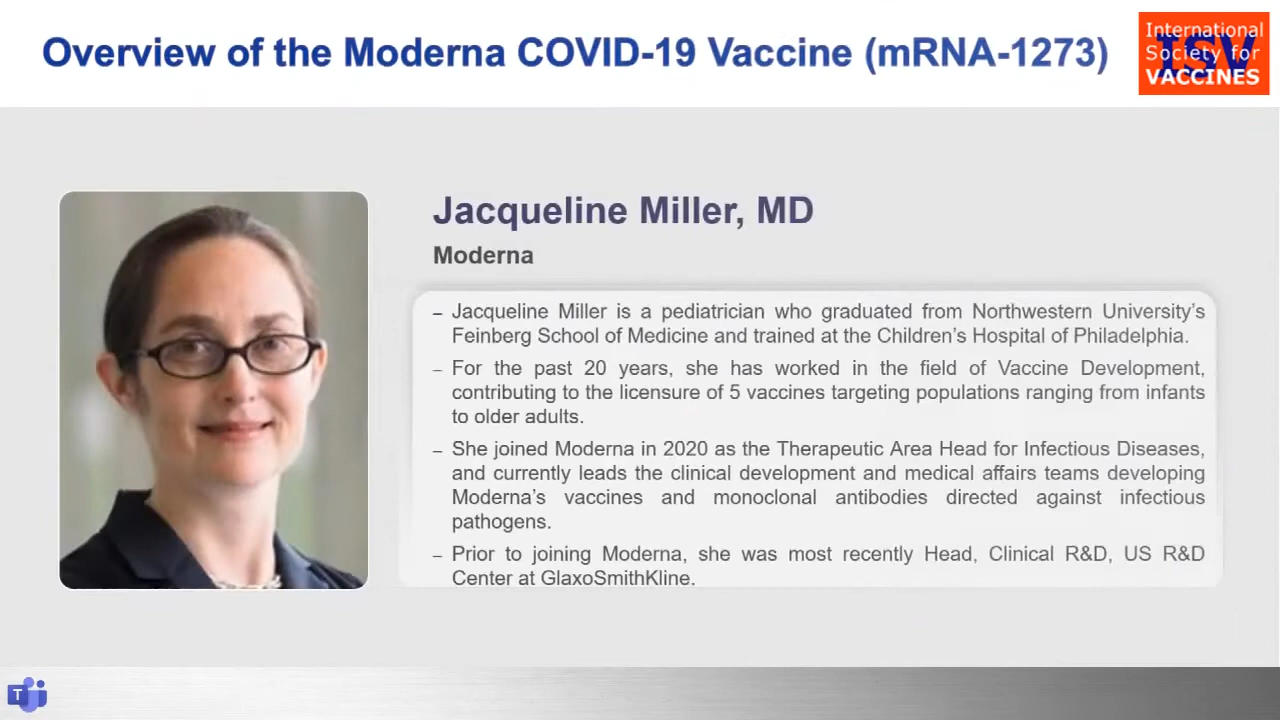 Overview of the Moderna COVID-19 Vaccine (mRNA-1273)
International
Society for
VACCINES
ISV
Jacqueline Miller, MD
Moderna
– Jacqueline Miller is a pediatrician who graduated from Northwestern University's
Feinberg School of Medicine and trained at the Children's Hospital of Philadelphia.
– For the past 20 years, she has worked in the field of Vaccine Development,
contributing to the licensure of 5 vaccines targeting populations ranging from infants
to older adults.
– She joined Moderna in 2020 as the Therapeutic Area Head for Infectious Diseases,
and currently leads the clinical development and medical affairs teams developing
Moderna's vaccines and monoclonal antibodies directed against infectious
pathogens.
– Prior to joining Moderna, she was most recently Head, Clinical R&D, US R&D
Center at GlaxoSmithKline.
T